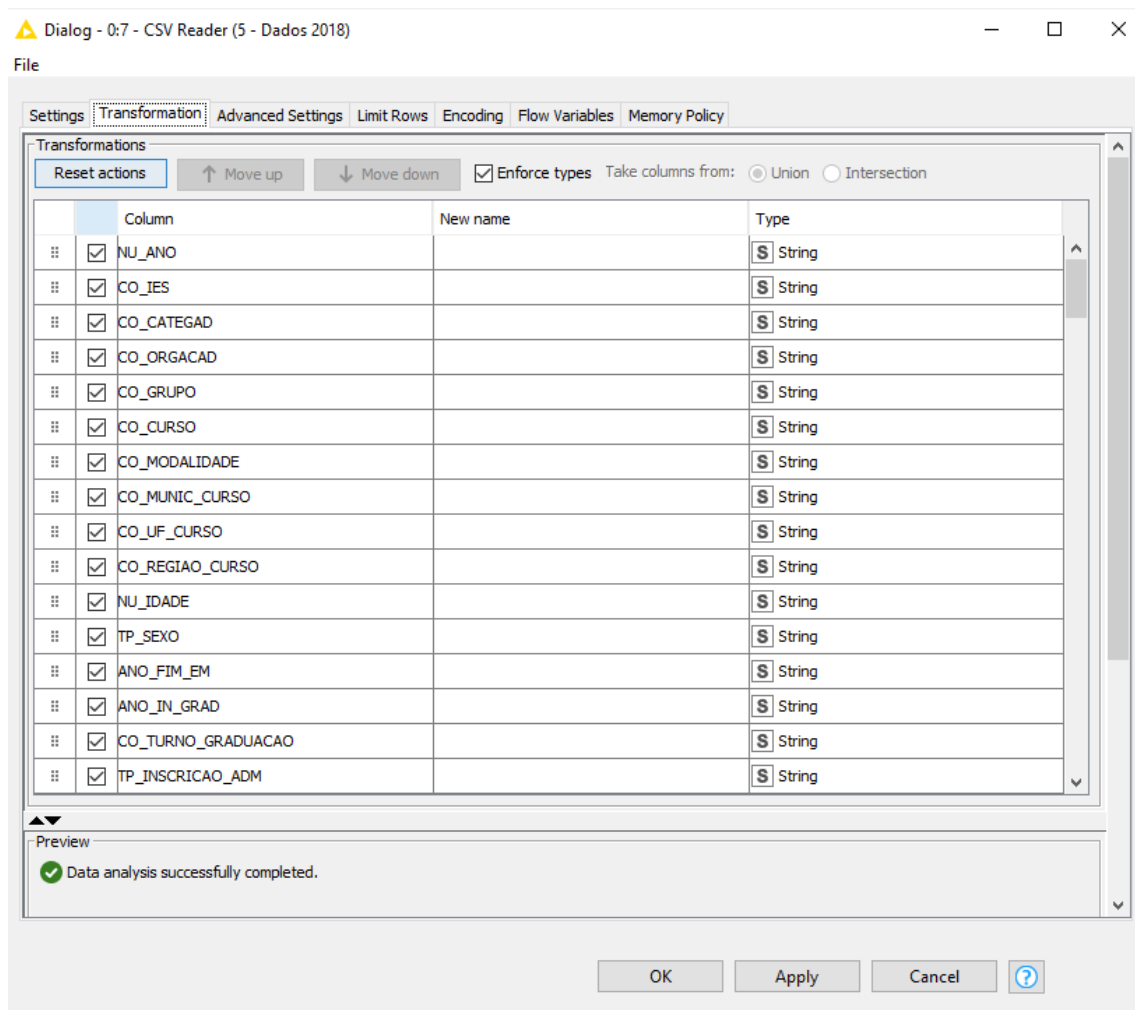 Dialog - 0:7 - CSV Reader (5 - Dados 2018)
File
Settings Transformation Advanced Settings Limit Rows Encoding Flow Variables Memory Policy
Transformations
Reset actions Move up Move down Enforce types Take columns from: Union Intersection
Column New name Type
NU_ANO S String
CO_IES S String
CO_CATEGAD S String
CO_ORGACAD S String
CO_GRUPO S String
CO_CURSO S String
CO_MODALIDADE S String
CO_MUNIC_CURSO S String
CO_UF_CURSO S String
CO_REGIAO_CURSO S String
NU_IDADE S String
TP_SEXO S String
ANO_FIM_EM S String
ANO_IN_GRAD S String
CO_TURNO_GRADUACAO S String
TP_INSCRICAO_ADM S String
Preview
Data analysis successfully completed.
OK Apply Cancel ?